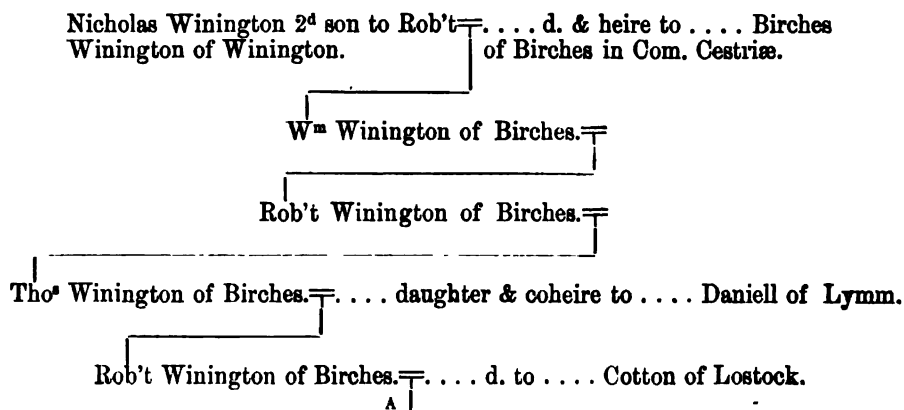 Nicholas Winington 2ᵈ son to Rob't╤.... d. & heire to .... Birches
Winington of Winington. of Birches in Com. Cestriæ.
Wᵐ Winington of Birches.╤
Rob't Winington of Birches.╤
Thoˢ Winington of Birches.╤.... daughter & coheire to .... Daniell of Lymm.
Rob't Winington of Birches.╤.... d. to .... Cotton of Lostock.
A